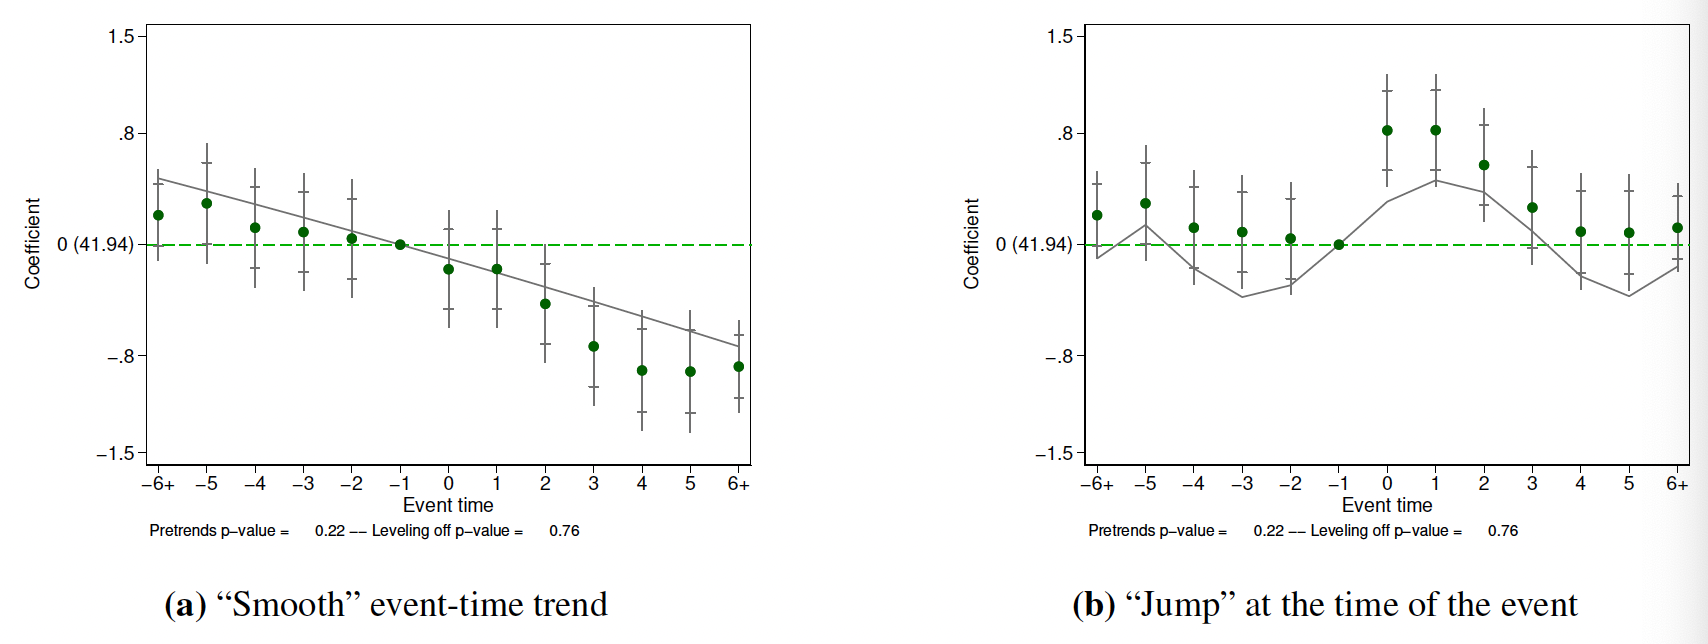 1.5
.8
0 (41.94)
−.8
−1.5
Coefficient
−6+ −5 −4 −3 −2 −1 0 1 2 3 4 5 6+
Event time
Pretrends p−value = 0.22 −− Leveling off p−value = 0.76
(a) “Smooth” event-time trend
1.5
.8
0 (41.94)
−.8
−1.5
Coefficient
−6+ −5 −4 −3 −2 −1 0 1 2 3 4 5 6+
Event time
Pretrends p−value = 0.22 −− Leveling off p−value = 0.76
(b) “Jump” at the time of the event